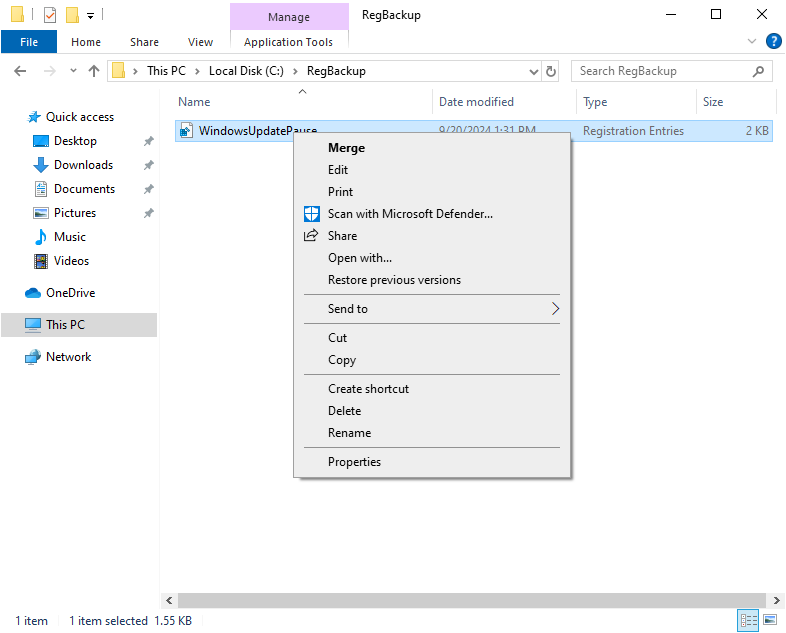 Manage
RegBackup
File
Home
Share
View
Application Tools
?
This PC > Local Disk (C:) > RegBackup
Search RegBackup
Name
Date modified
Type
Size
Quick access
Desktop
Downloads
Documents
Pictures
Music
Videos
OneDrive
This PC
Network
WindowsUpdatePause
9/20/2024 1:31 PM
Registration Entries
2 KB
Merge
Edit
Print
Scan with Microsoft Defender...
Share
Open with...
Restore previous versions
Send to
Cut
Copy
Create shortcut
Delete
Rename
Properties
1 item
1 item selected 1.55 KB